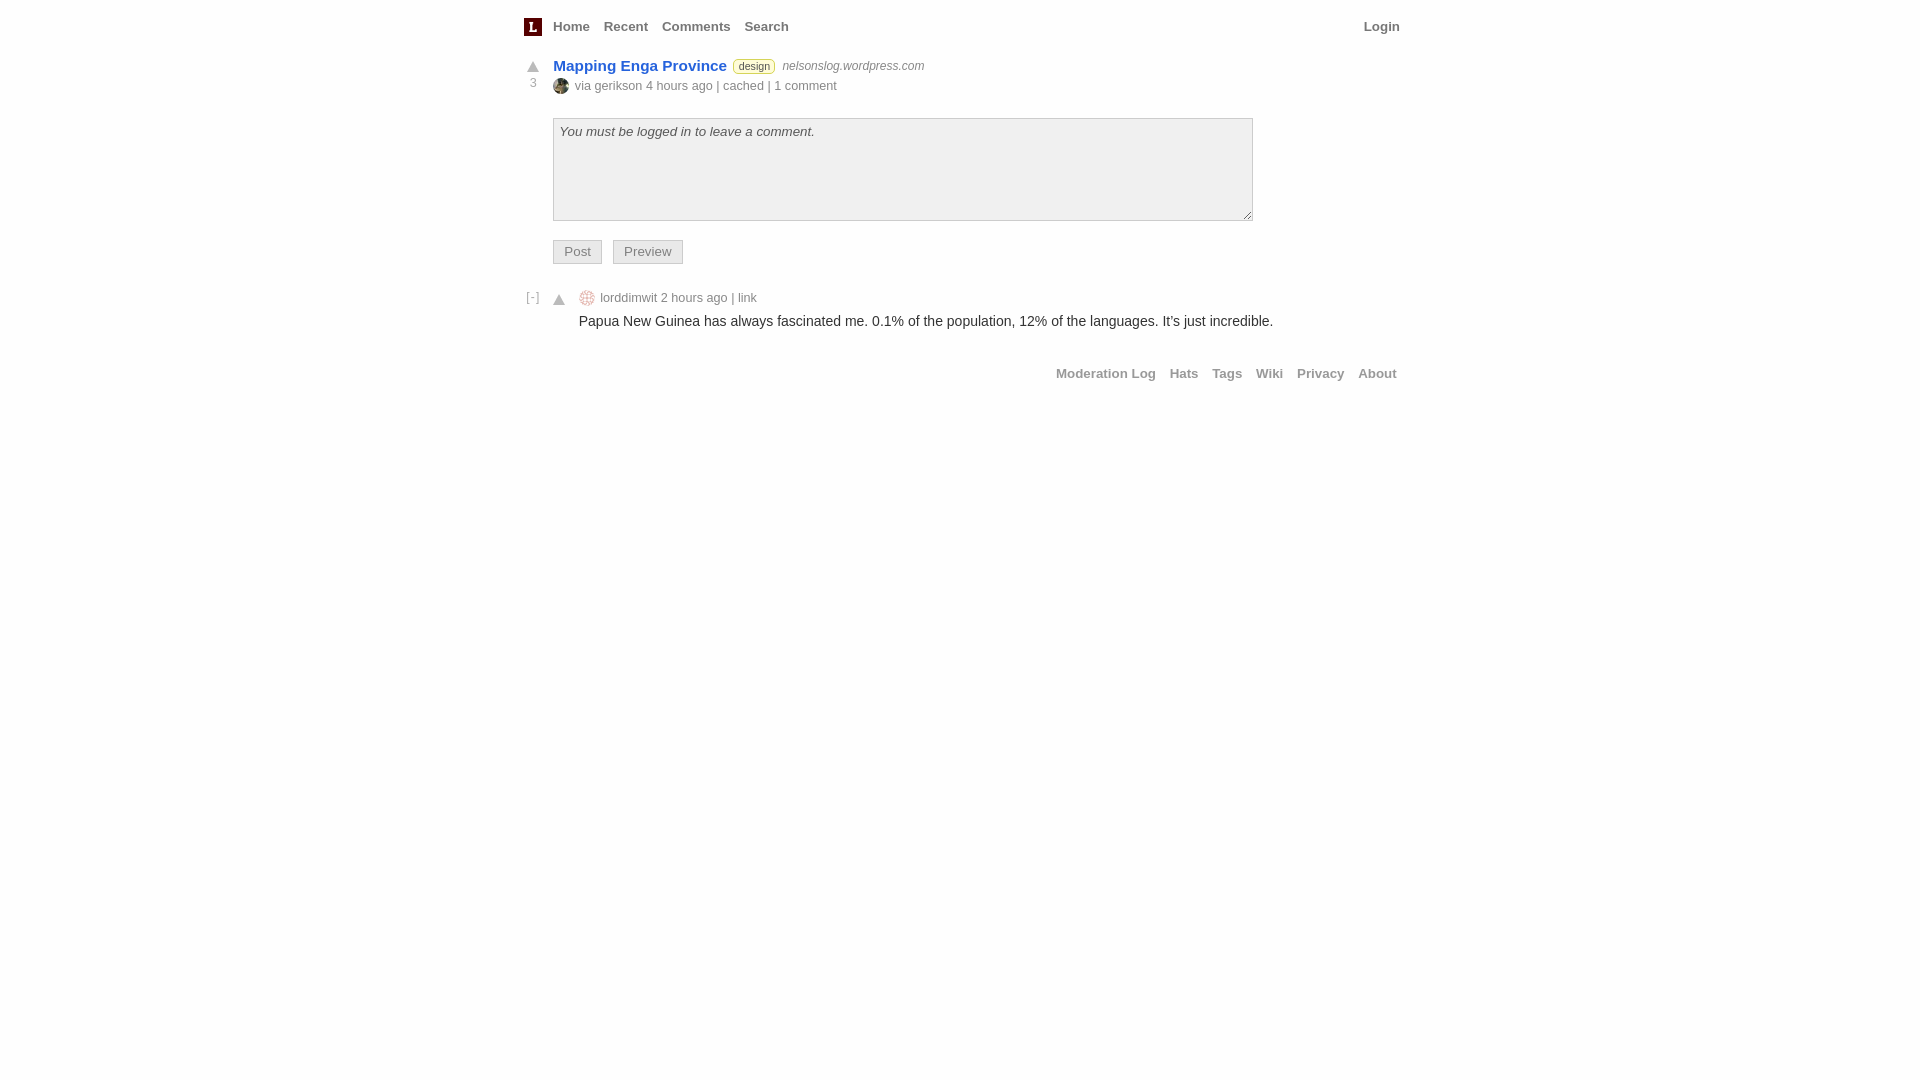 L Home Recent Comments Search Login
Mapping Enga Province design nelsonslog.wordpress.com
3 via gerikson 4 hours ago | cached | 1 comment
You must be logged in to leave a comment.
Post Preview
[-] lorddimwit 2 hours ago | link
Papua New Guinea has always fascinated me. 0.1% of the population, 12% of the languages. It’s just incredible.
Moderation Log Hats Tags Wiki Privacy About